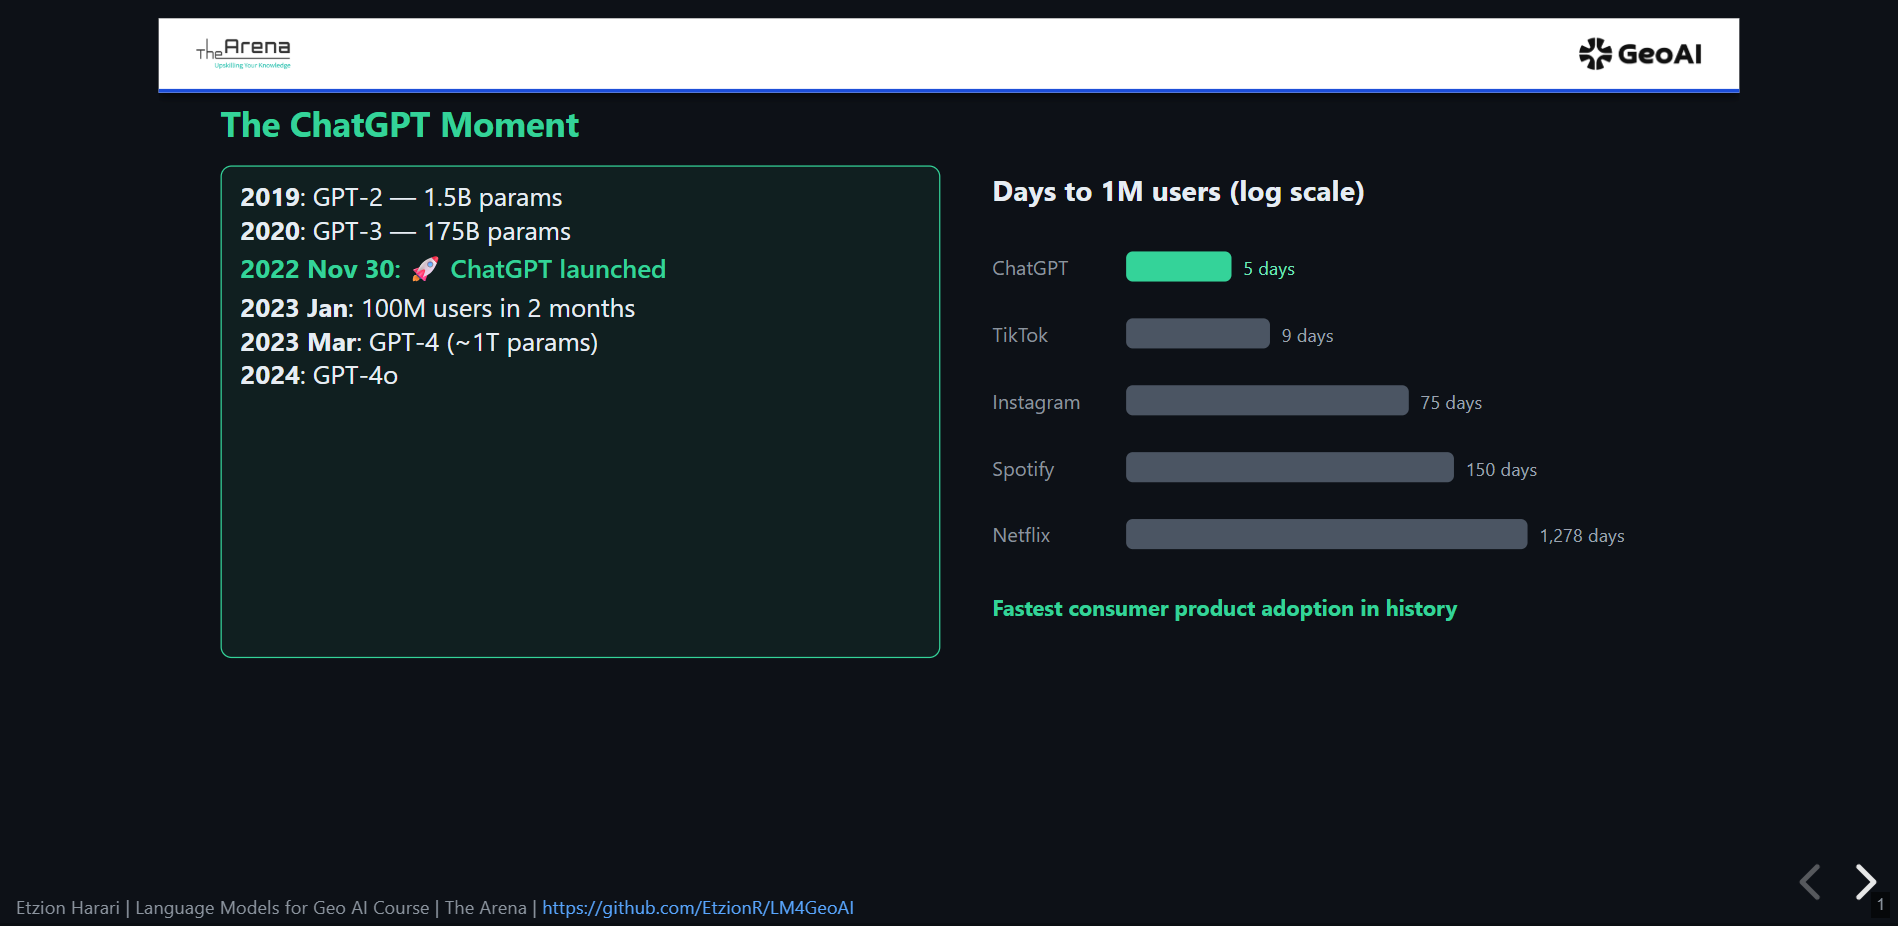 The Arena
Upskilling Your Knowledge
GeoAI
The ChatGPT Moment
2019: GPT-2 — 1.5B params
2020: GPT-3 — 175B params
2022 Nov 30: 🚀 ChatGPT launched
2023 Jan: 100M users in 2 months
2023 Mar: GPT-4 (~1T params)
2024: GPT-4o
Days to 1M users (log scale)
ChatGPT 5 days
TikTok 9 days
Instagram 75 days
Spotify 150 days
Netflix 1,278 days
Fastest consumer product adoption in history
Etzion Harari | Language Models for Geo AI Course | The Arena | https://github.com/EtzionR/LM4GeoAI
1